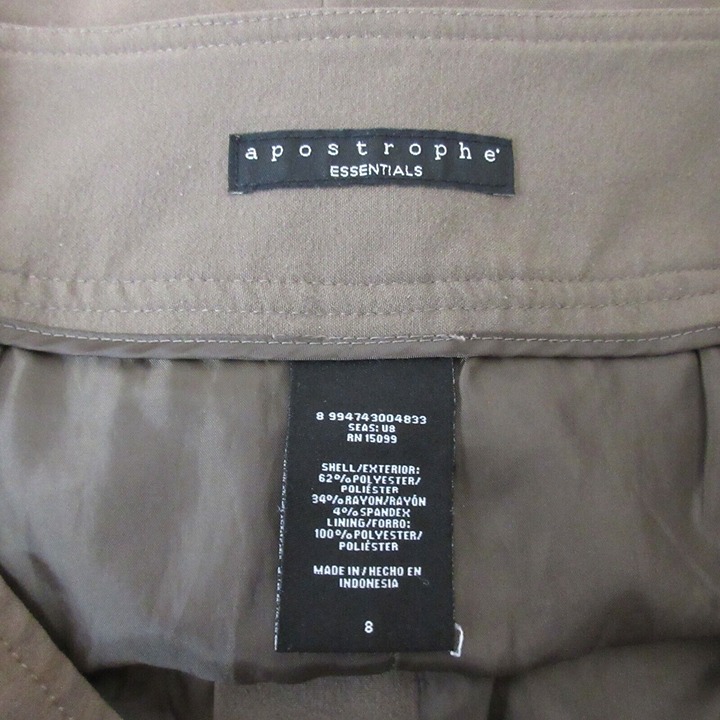 apostrophe®
ESSENTIALS
8 994743004833
SEAS: U8
RN 15099
SHELL/EXTERIOR:
62%POLYESTER/
POLIÉSTER
34%RAYON/RAYÓN
4%SPANDEX
LINING/FORRO:
100%POLYESTER/
POLIÉSTER
MADE IN/HECHO EN
INDONESIA
8